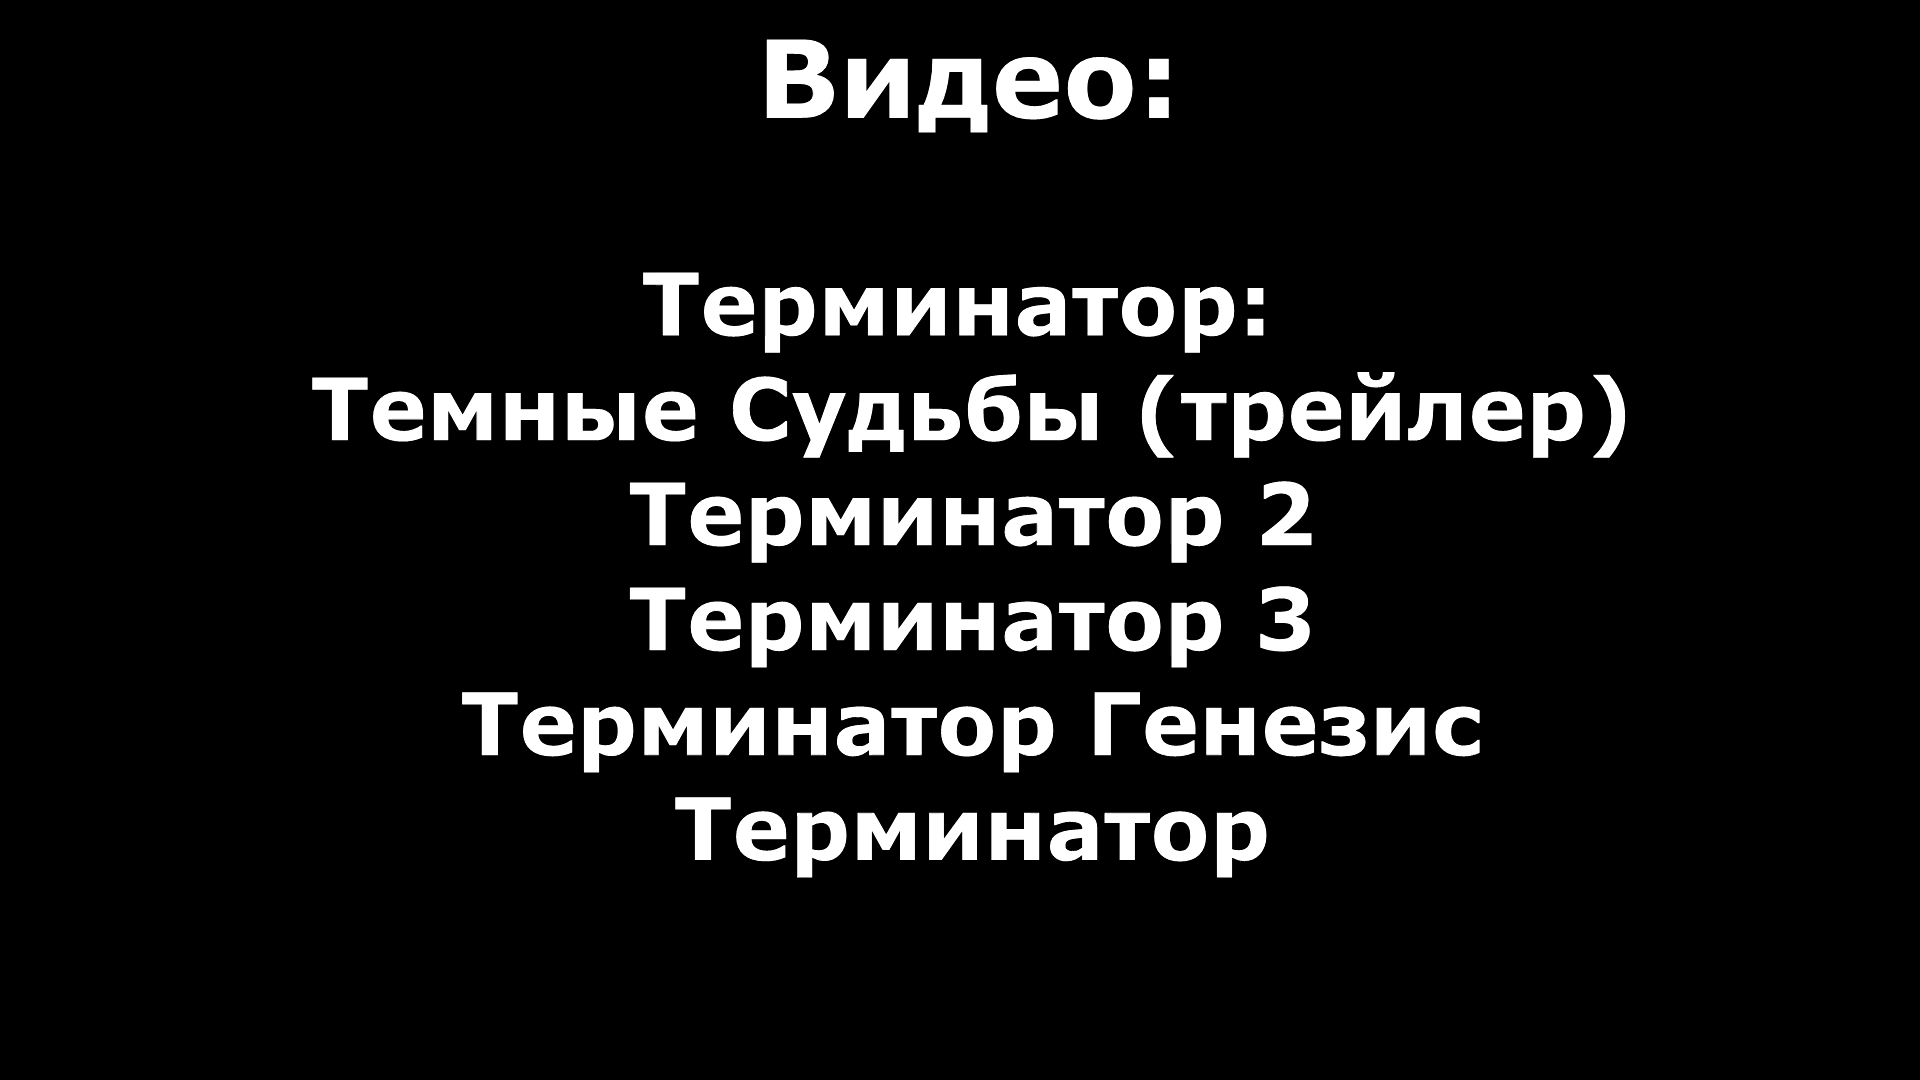 Видео:
Терминатор:
Темные Судьбы (трейлер)
Терминатор 2
Терминатор 3
Терминатор Генезис
Терминатор